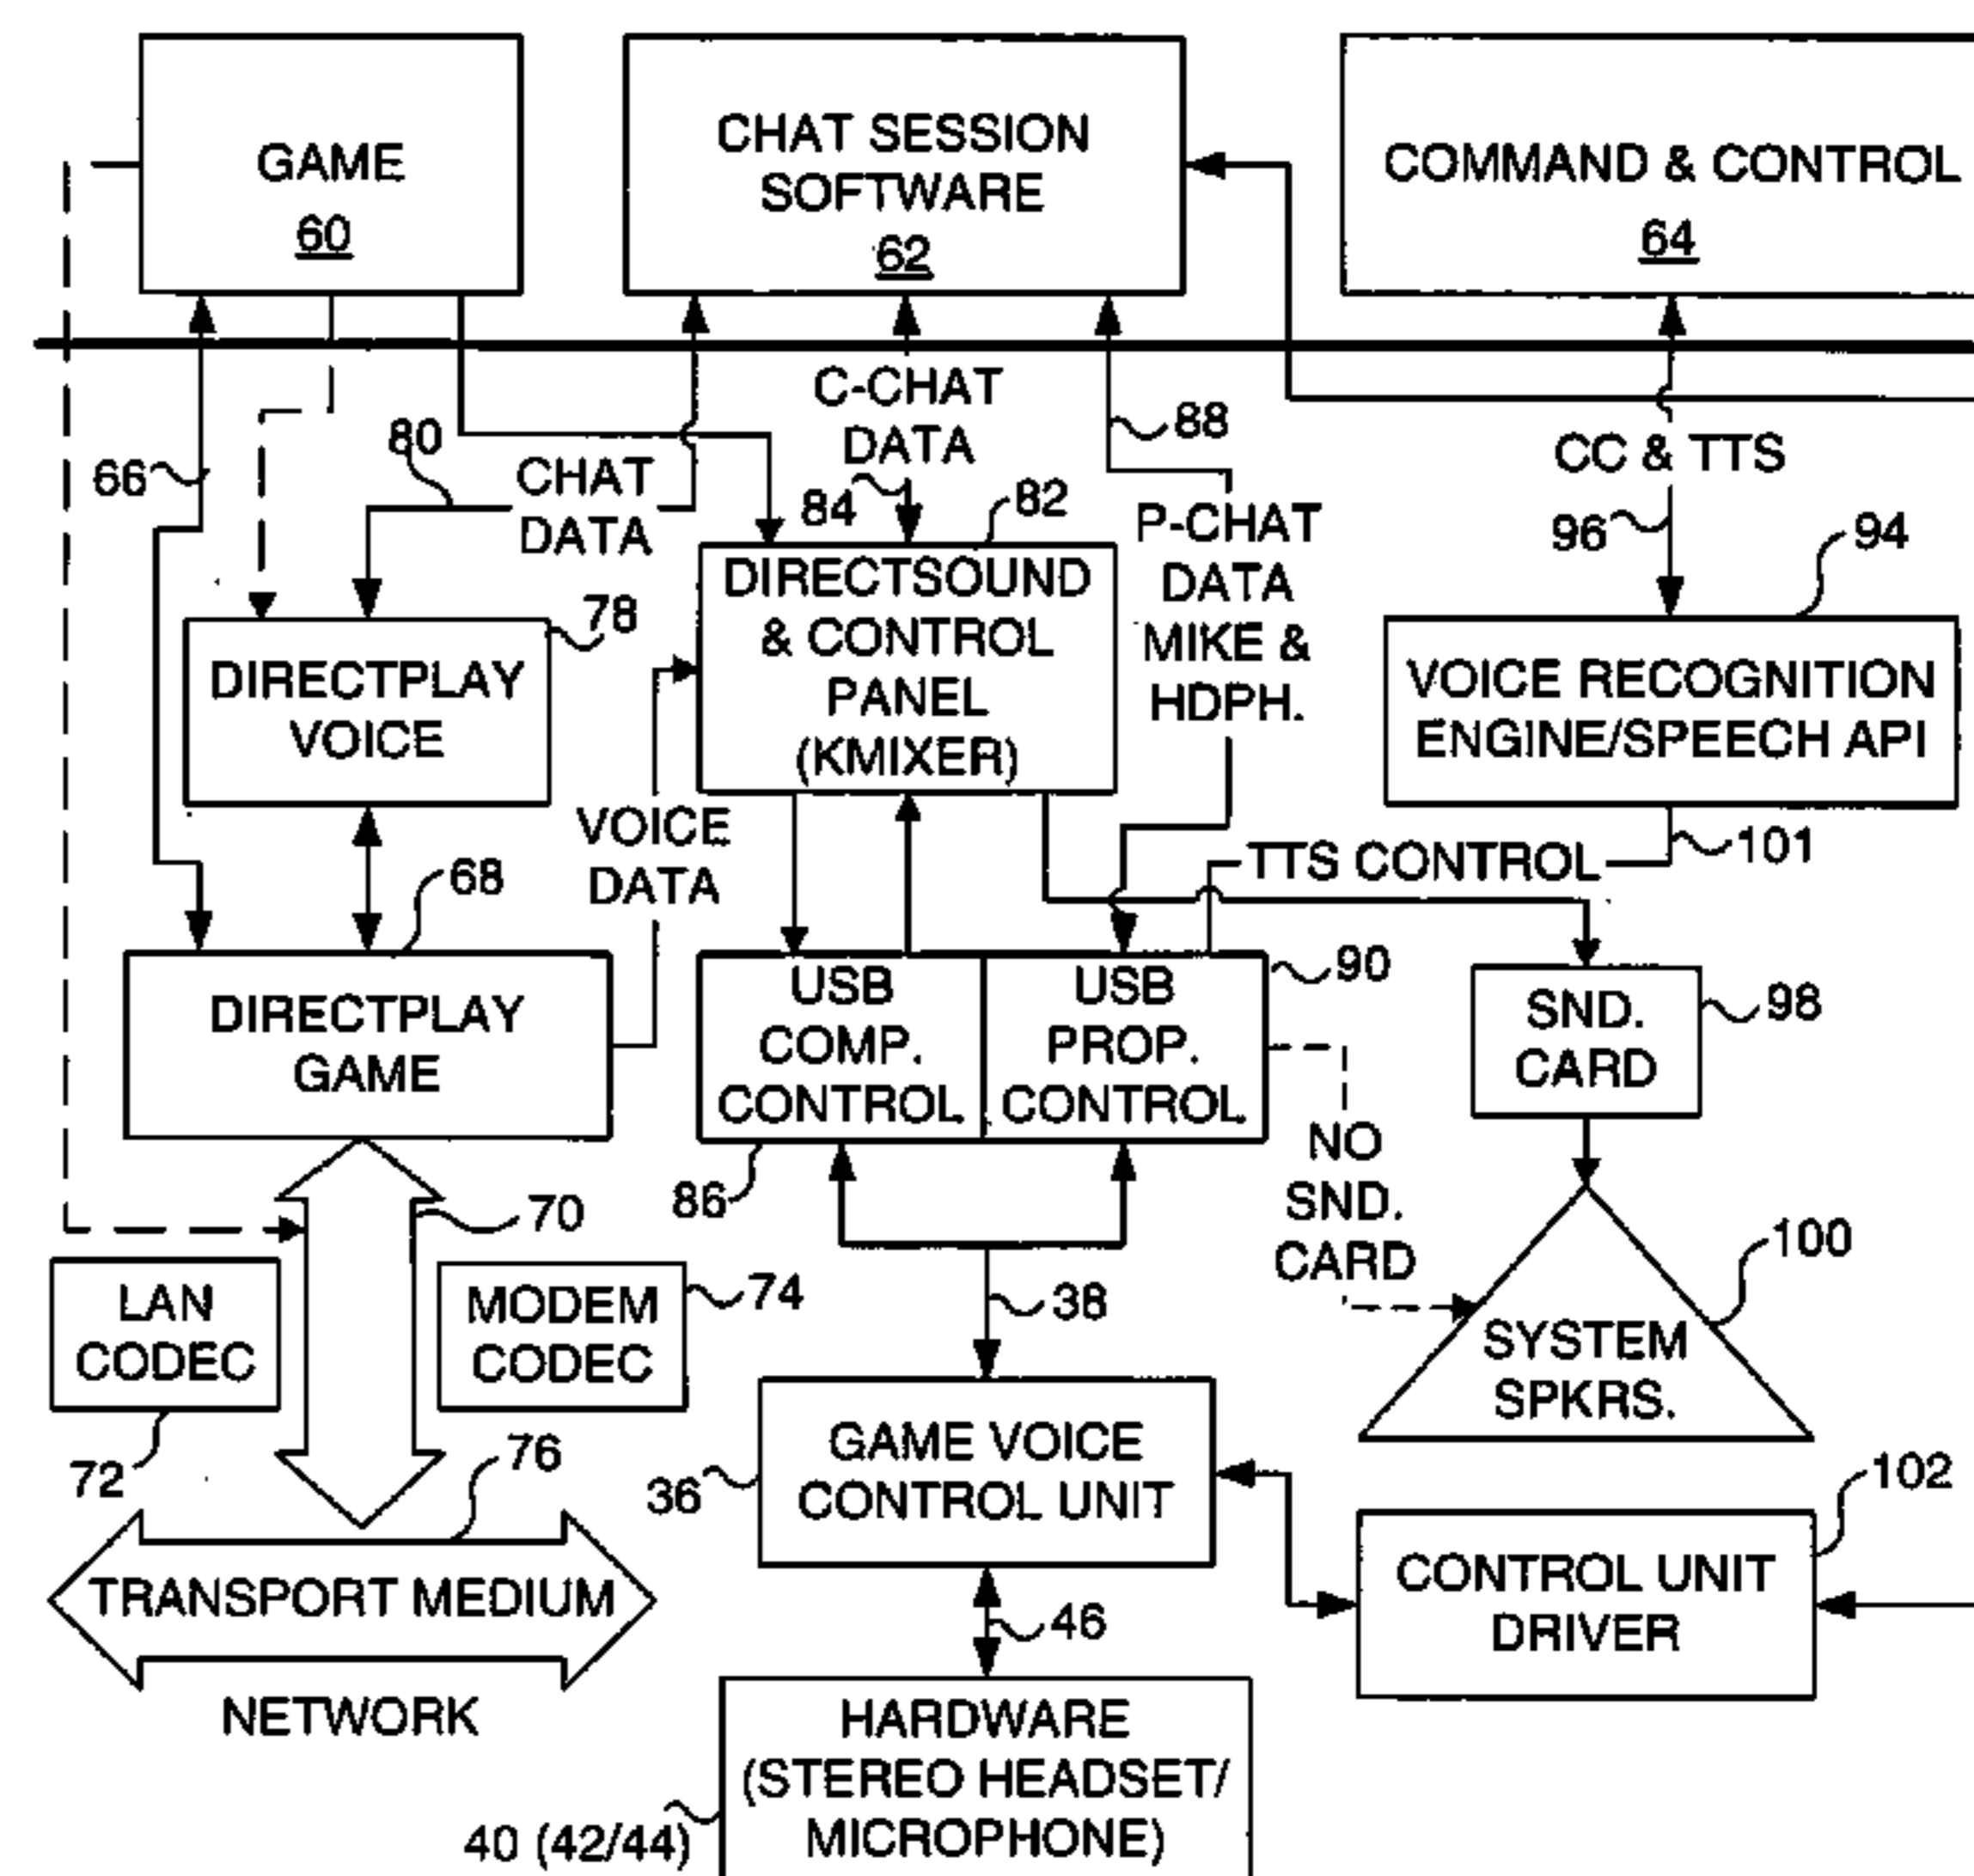 GAME
60
CHAT SESSION
SOFTWARE
62
COMMAND & CONTROL
64
66
80
CHAT
DATA
C-CHAT
DATA
84
82
88
P-CHAT
DATA
MIKE &
HDPH.
CC & TTS
96
94
78
DIRECTPLAY
VOICE
DIRECTSOUND
& CONTROL
PANEL
(KMIXER)
VOICE RECOGNITION
ENGINE/SPEECH API
101
TTS CONTROL
VOICE
DATA
68
DIRECTPLAY
GAME
USB
COMP.
CONTROL
86
USB
PROP.
CONTROL
90
SND.
CARD
98
NO
SND.
CARD
70
LAN
CODEC
72
MODEM
CODEC
74
38
100
SYSTEM
SPKRS.
76
TRANSPORT MEDIUM
NETWORK
36
GAME VOICE
CONTROL UNIT
46
102
CONTROL UNIT
DRIVER
HARDWARE
(STEREO HEADSET/
MICROPHONE)
40 (42/44)